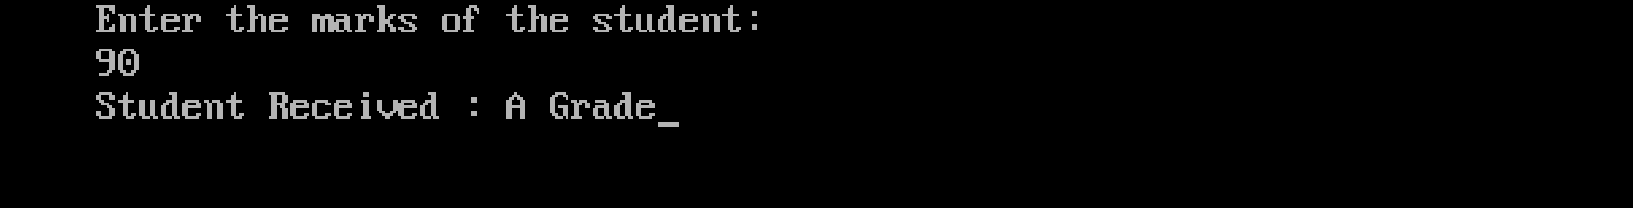 Enter the marks of the student:
90
Student Received : A Grade_